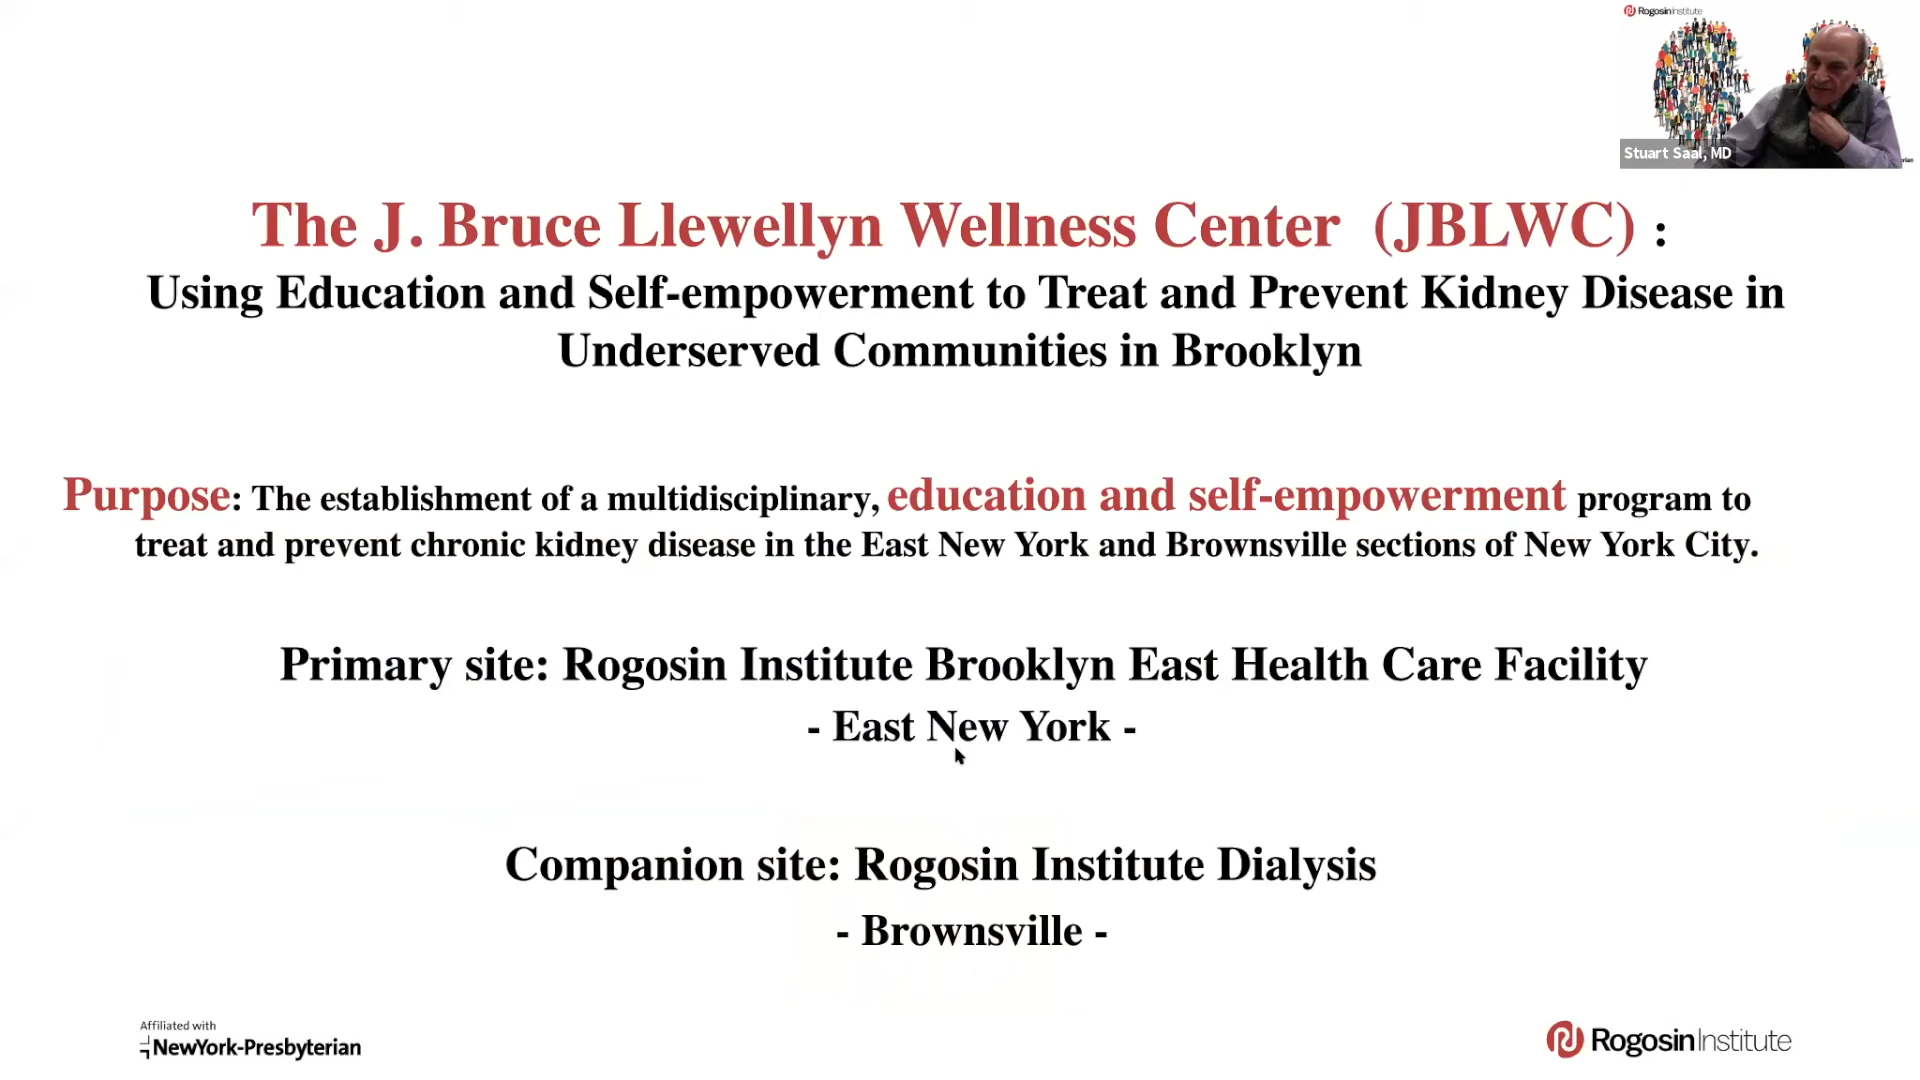 RogosinInstitute
Stuart Saal, MD
The J. Bruce Llewellyn Wellness Center (JBLWC) :
Using Education and Self-empowerment to Treat and Prevent Kidney Disease in
Underserved Communities in Brooklyn
Purpose: The establishment of a multidisciplinary, education and self-empowerment program to
treat and prevent chronic kidney disease in the East New York and Brownsville sections of New York City.
Primary site: Rogosin Institute Brooklyn East Health Care Facility
- East New York -
Companion site: Rogosin Institute Dialysis
- Brownsville -
Affiliated with
NewYork-Presbyterian
RogosinInstitute